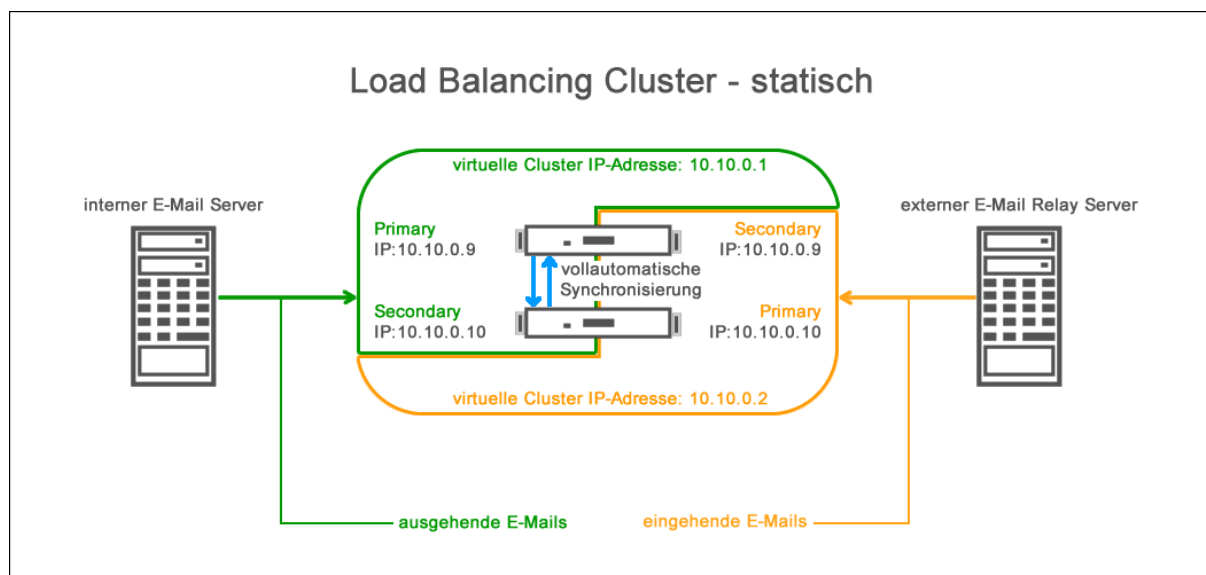 Load Balancing Cluster - statisch
virtuelle Cluster IP-Adresse: 10.10.0.1
interner E-Mail Server
externer E-Mail Relay Server
Primary
IP:10.10.0.9
Secondary
IP:10.10.0.9
vollautomatische
Synchronisierung
Secondary
IP:10.10.0.10
Primary
IP:10.10.0.10
virtuelle Cluster IP-Adresse: 10.10.0.2
ausgehende E-Mails
eingehende E-Mails